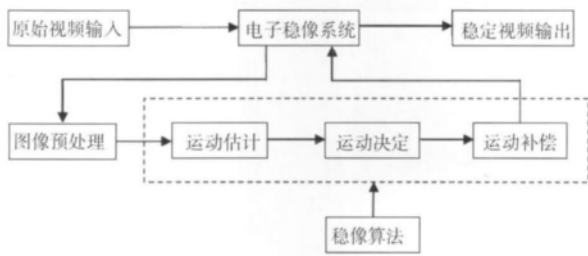 原始视频输入
电子稳像系统
稳定视频输出
图像预处理
运动估计
运动决定
运动补偿
稳像算法